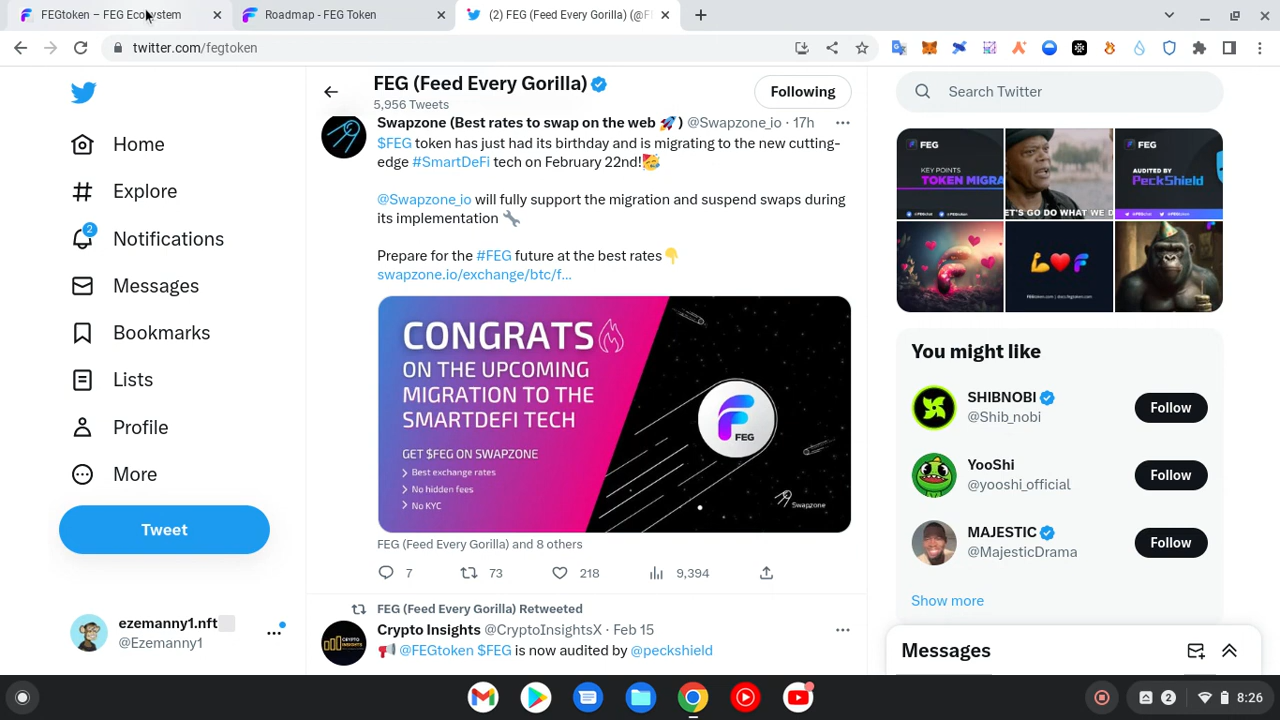 FEGtoken – FEG Ecosystem
Roadmap - FEG Token
(2) FEG (Feed Every Gorilla) (@F
twitter.com/fegtoken
FEG (Feed Every Gorilla)
5,956 Tweets
Following
Search Twitter
Home
Explore
2
Notifications
Messages
Bookmarks
Lists
Profile
More
Tweet
ezemanny1.nft
@Ezemanny1
Swapzone (Best rates to swap on the web 🚀) @Swapzone_io · 17h
$FEG token has just had its birthday and is migrating to the new cutting-
edge #SmartDeFi tech on February 22nd!🥳
@Swapzone_io will fully support the migration and suspend swaps during
its implementation 🔧
Prepare for the #FEG future at the best rates👇
swapzone.io/exchange/btc/f...
CONGRATS
ON THE UPCOMING
MIGRATION TO THE
SMARTDEFI TECH
GET $FEG ON SWAPZONE
Best exchange rates
No hidden fees
No KYC
FEG
Swapzone
FEG (Feed Every Gorilla) and 8 others
7
73
218
9,394
FEG (Feed Every Gorilla) Retweeted
Crypto Insights @CryptoInsightsX · Feb 15
CRYPTO
INSIGHTS
📢 @FEGtoken $FEG is now audited by @peckshield
FEG
KEY POINTS
TOKEN MIGRA
ET'S GO DO WHAT WE D
FEG
AUDITED BY
PeckShield
You might like
SHIBNOBI
@Shib_nobi
Follow
YooShi
@yooshi_official
Follow
MAJESTIC
@MajesticDrama
Follow
Show more
Messages
2
8:26